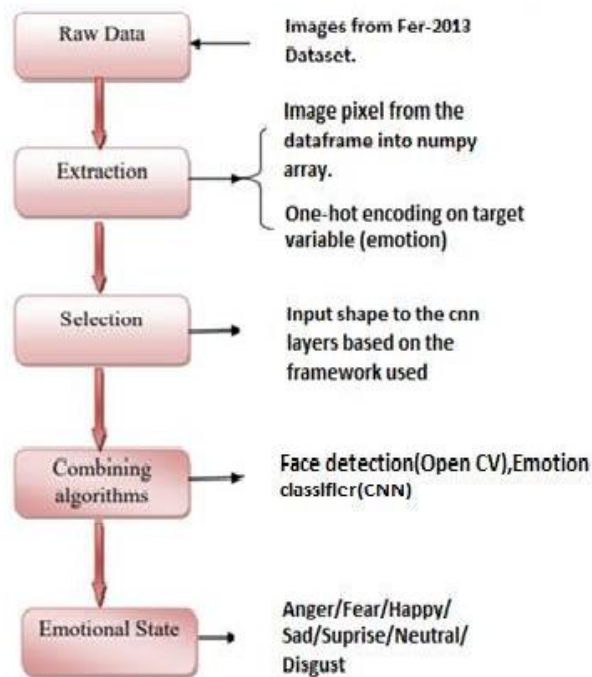 Raw Data
Images from Fer-2013
Dataset.
Extraction
Image pixel from the
dataframe into numpy
array.
One-hot encoding on target
variable (emotion)
Selection
Input shape to the cnn
layers based on the
framework used
Combining
algorithms
Face detection(Open CV),Emotion
classifier(CNN)
Emotional State
Anger/Fear/Happy/
Sad/Suprise/Neutral/
Disgust